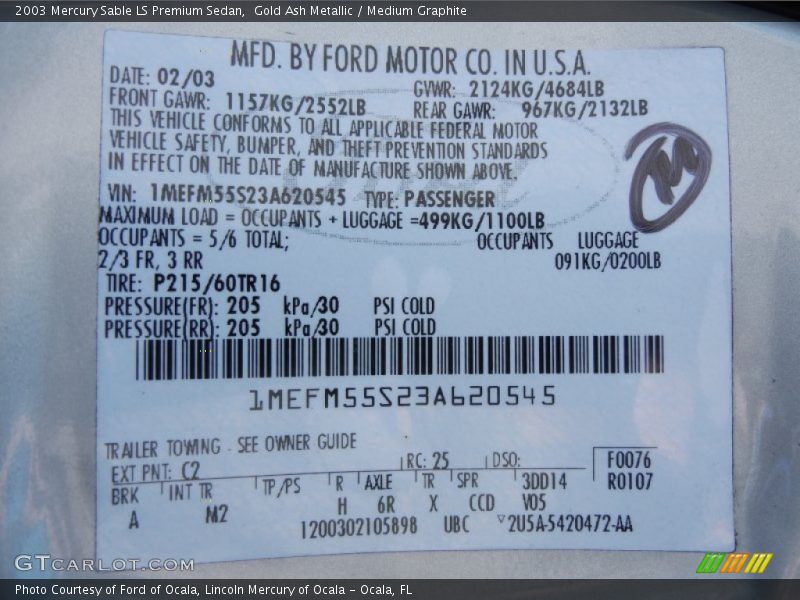 2003 Mercury Sable LS Premium Sedan,  Gold Ash Metallic / Medium Graphite
MFD. BY FORD MOTOR CO. IN U.S.A.
DATE: 02/03 GVWR: 2124KG/4684LB
FRONT GAWR: 1157KG/2552LB REAR GAWR: 967KG/2132LB
THIS VEHICLE CONFORMS TO ALL APPLICABLE FEDERAL MOTOR
VEHICLE SAFETY, BUMPER, AND THEFT PREVENTION STANDARDS
IN EFFECT ON THE DATE OF MANUFACTURE SHOWN ABOVE.
VIN: 1MEFM55S23A620545 TYPE: PASSENGER
MAXIMUM LOAD = OCCUPANTS + LUGGAGE =499KG/1100LB
OCCUPANTS = 5/6 TOTAL; OCCUPANTS LUGGAGE
2/3 FR, 3 RR 091KG/0200LB
TIRE: P215/60TR16
PRESSURE(FR): 205 kPa/30 PSI COLD
PRESSURE(RR): 205 kPa/30 PSI COLD
1MEFM55S23A620545
TRAILER TOWING - SEE OWNER GUIDE
EXT PNT: C2 RC: 25 DSO: F0076
BRK INT TR TP/PS R AXLE TR SPR 3DD14 R0107
A M2 H 6R X CCD V05
1200302105898 UBC ▽2U5A-5420472-AA
GTCARLOT.COM
Photo Courtesy of Ford of Ocala, Lincoln Mercury of Ocala - Ocala, FL